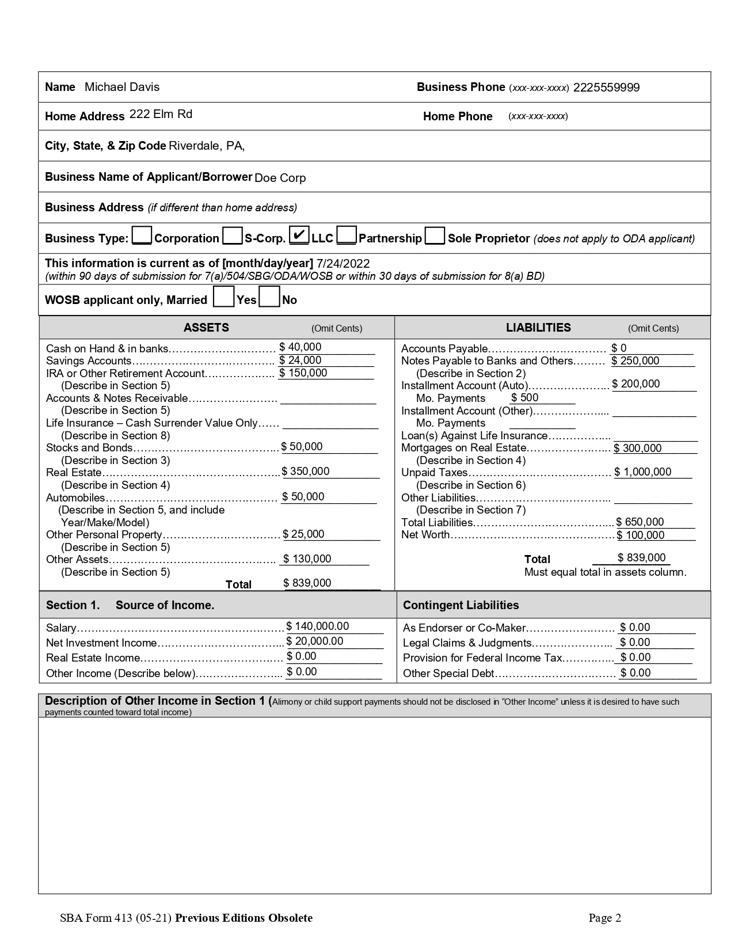 Name Michael Davis Business Phone (xxx-xxx-xxxx) 2225559999
Home Address 222 Elm Rd Home Phone (xxx-xxx-xxxx)
City, State, & Zip Code Riverdale, PA,
Business Name of Applicant/Borrower Doe Corp
Business Address (if different than home address)
Business Type: Corporation S-Corp. ✔ LLC Partnership Sole Proprietor (does not apply to ODA applicant)
This information is current as of [month/day/year] 7/24/2022
(within 90 days of submission for 7(a)/504/SBG/ODA/WOSB or within 30 days of submission for 8(a) BD)
WOSB applicant only, Married Yes No
ASSETS (Omit Cents)
Cash on Hand & in banks………………………… $ 40,000
Savings Accounts………………………………… $ 24,000
IRA or Other Retirement Account……………….. $ 150,000
(Describe in Section 5)
Accounts & Notes Receivable……………………
(Describe in Section 5)
Life Insurance – Cash Surrender Value Only……
(Describe in Section 8)
Stocks and Bonds………………………………… $ 50,000
(Describe in Section 3)
Real Estate………………………………………… $ 350,000
(Describe in Section 4)
Automobiles………………………………………… $ 50,000
(Describe in Section 5, and include
Year/Make/Model)
Other Personal Property…………………………… $ 25,000
(Describe in Section 5)
Other Assets……………………………………… $ 130,000
(Describe in Section 5)
Total $ 839,000
LIABILITIES (Omit Cents)
Accounts Payable…………………………… $ 0
Notes Payable to Banks and Others……… $ 250,000
(Describe in Section 2)
Installment Account (Auto)………………….. $ 200,000
Mo. Payments $ 500
Installment Account (Other)………………...
Mo. Payments
Loan(s) Against Life Insurance……………..
Mortgages on Real Estate………………….. $ 300,000
(Describe in Section 4)
Unpaid Taxes………………………………… $ 1,000,000
(Describe in Section 6)
Other Liabilities………………………………..
(Describe in Section 7)
Total Liabilities………………………………… $ 650,000
Net Worth……………………………………… $ 100,000
Total $ 839,000
Must equal total in assets column.
Section 1. Source of Income.
Salary………………………………………………… $ 140,000.00
Net Investment Income……………………………… $ 20,000.00
Real Estate Income………………………………….. $ 0.00
Other Income (Describe below)…………………….. $ 0.00
Contingent Liabilities
As Endorser or Co-Maker……………………. $ 0.00
Legal Claims & Judgments………………….. $ 0.00
Provision for Federal Income Tax…………… $ 0.00
Other Special Debt…………………………… $ 0.00
Description of Other Income in Section 1 (Alimony or child support payments should not be disclosed in "Other Income" unless it is desired to have such
payments counted toward total income)
SBA Form 413 (05-21) Previous Editions Obsolete Page 2